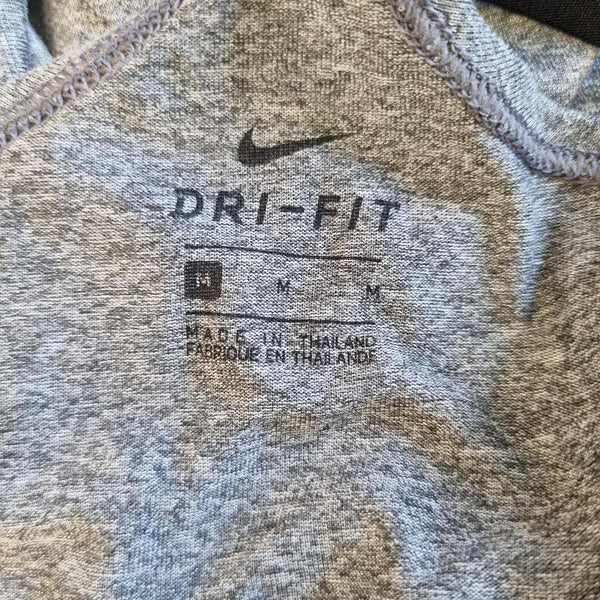 DRI-FIT
M M M
MADE IN THAILAND
FABRIQUE EN THAILANDE